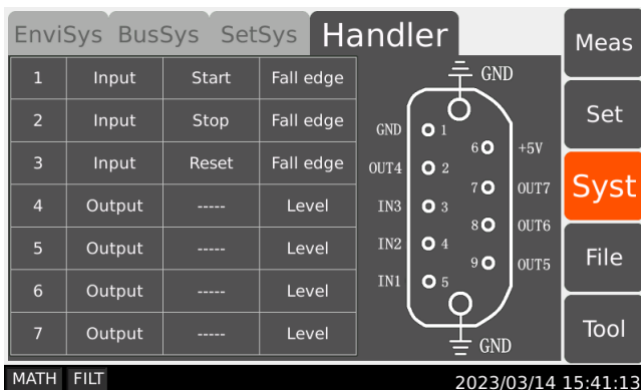 EnviSys BusSys SetSys Handler
Meas
Set
Syst
File
Tool
1 Input Start Fall edge
2 Input Stop Fall edge
3 Input Reset Fall edge
4 Output ----- Level
5 Output ----- Level
6 Output ----- Level
7 Output ----- Level
GND
GND 1
6 +5V
OUT4 2
7 OUT7
IN3 3
8 OUT6
IN2 4
9 OUT5
IN1 5
GND
MATH FILT 2023/03/14 15:41:13